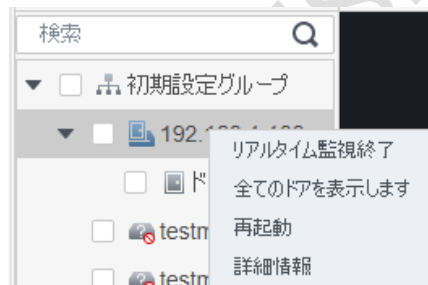 検索
初期設定グループ
192.
リアルタイム監視終了
ド
全てのドアを表示します
testm
再起動
詳細情報
testm